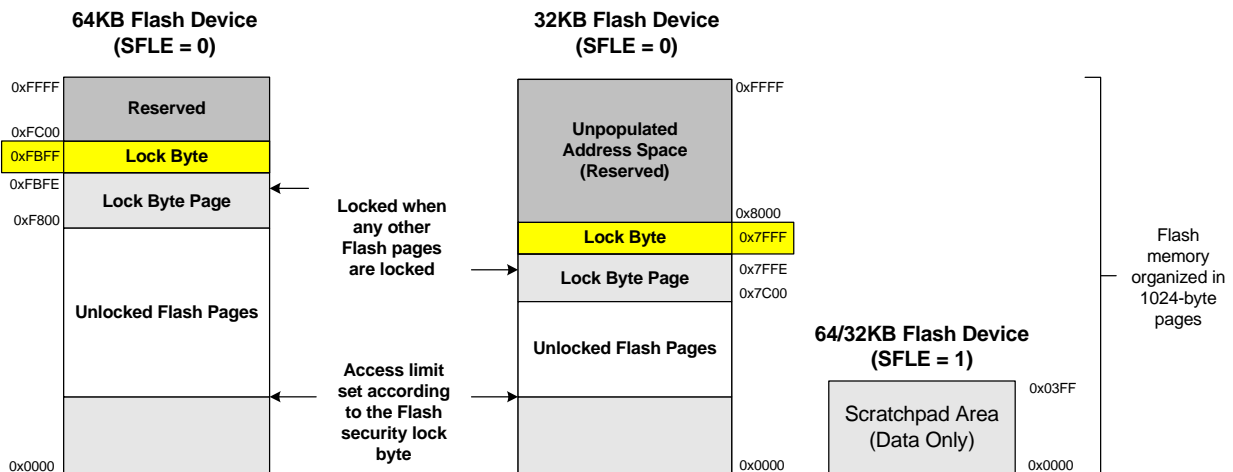 64KB Flash Device
(SFLE = 0)
0xFFFF
Reserved
0xFC00
0xFBFF
Lock Byte
0xFBFE
Lock Byte Page
0xF800
Unlocked Flash Pages
0x0000
Locked when
any other
Flash pages
are locked
Access limit
set according
to the Flash
security lock
byte
32KB Flash Device
(SFLE = 0)
0xFFFF
Unpopulated
Address Space
(Reserved)
0x8000
Lock Byte
0x7FFF
0x7FFE
Lock Byte Page
0x7C00
Unlocked Flash Pages
0x0000
64/32KB Flash Device
(SFLE = 1)
0x03FF
Scratchpad Area
(Data Only)
0x0000
Flash
memory
organized in
1024-byte
pages